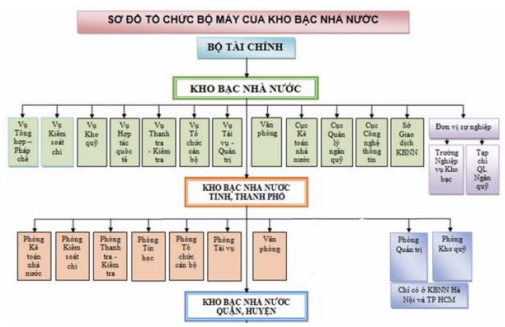 SƠ ĐỒ TỔ CHỨC BỘ MÁY CỦA KHO BẠC NHÀ NƯỚC
BỘ TÀI CHÍNH
KHO BẠC NHÀ NƯỚC
Vụ
Tổng
hợp –
Pháp
chế
Vụ
Kiểm
soát
chi
Vụ
Kho
quỹ
Vụ
Hợp
tác
quốc
tế
Vụ
Thanh
tra
- Kiểm
tra
Vụ
Tổ
chức
cán
bộ
Vụ
Tài
vụ -
Quản
trị
Văn
phòng
Cục Kế
toán nhà
nước
Cục
Quản
lý
ngân
quỹ
Cục
Công
nghệ thông
tin
Sở
Giao
dịch
KBNN
Đơn vị sự nghiệp
Trường
Nghiệp
vụ Kho
bạc
Tạp
chí
QL
Ngân
quỹ
KHO BẠC NHÀ NƯỚC
TỈNH, THÀNH PHỐ
Phòng
Kế
toán
nhà
nước
Phòng
Kiểm
soát
chi
Phòng
Thanh
tra -
Kiểm
tra
Phòng
Tin
học
Phòng
Tổ
chức
cán bộ
Phòng
Tài vụ
Văn
phòng
Phòng
Quản trị
Phòng
Kho quỹ
Chỉ có ở KBNN Hà
Nội và TP HCM
KHO BẠC NHÀ NƯỚC
QUẬN, HUYỆN